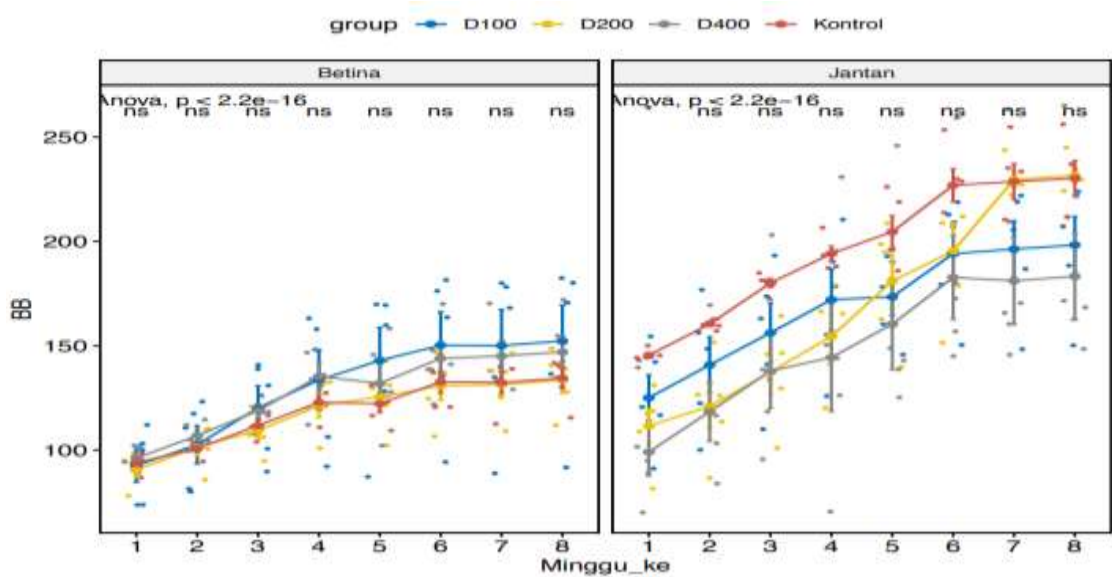 group D100 D200 D400 Kontrol
Betina Jantan
Anova, p < 2.2e-16 Anova, p < 2.2e-16
ns ns ns ns ns ns ns ns * ns ns ns ns ns ns ns
250
200
150
100
BB
1 2 3 4 5 6 7 8 1 2 3 4 5 6 7 8
Minggu_ke